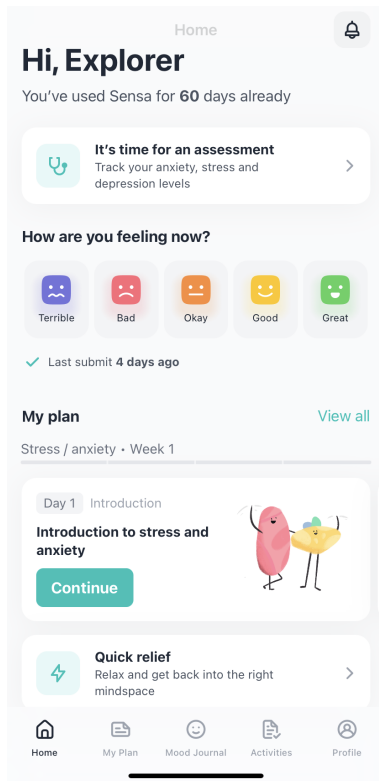 Home
Hi, Explorer
You've used Sensa for 60 days already
It's time for an assessment
Track your anxiety, stress and
depression levels
How are you feeling now?
Terrible
Bad
Okay
Good
Great
Last submit 4 days ago
My plan
View all
Stress / anxiety • Week 1
Day 1 Introduction
Introduction to stress and
anxiety
Continue
Quick relief
Relax and get back into the right
mindspace
Home
My Plan
Mood Journal
Activities
Profile